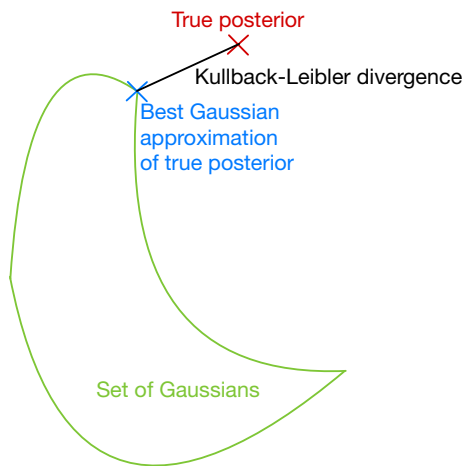 True posterior
Kullback-Leibler divergence
Best Gaussian
approximation
of true posterior
Set of Gaussians